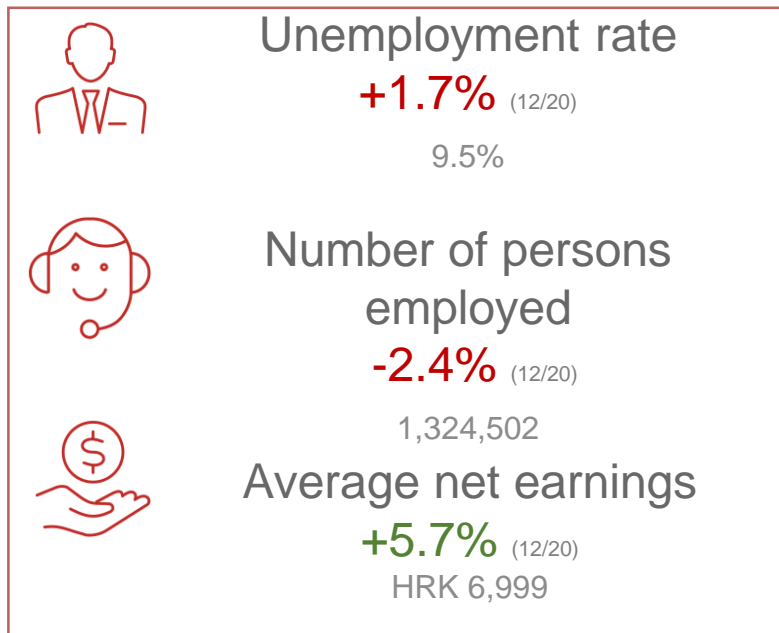 Unemployment rate
+1.7% (12/20)
9.5%
Number of persons
employed
-2.4% (12/20)
1,324,502
$
Average net earnings
+5.7% (12/20)
HRK 6,999